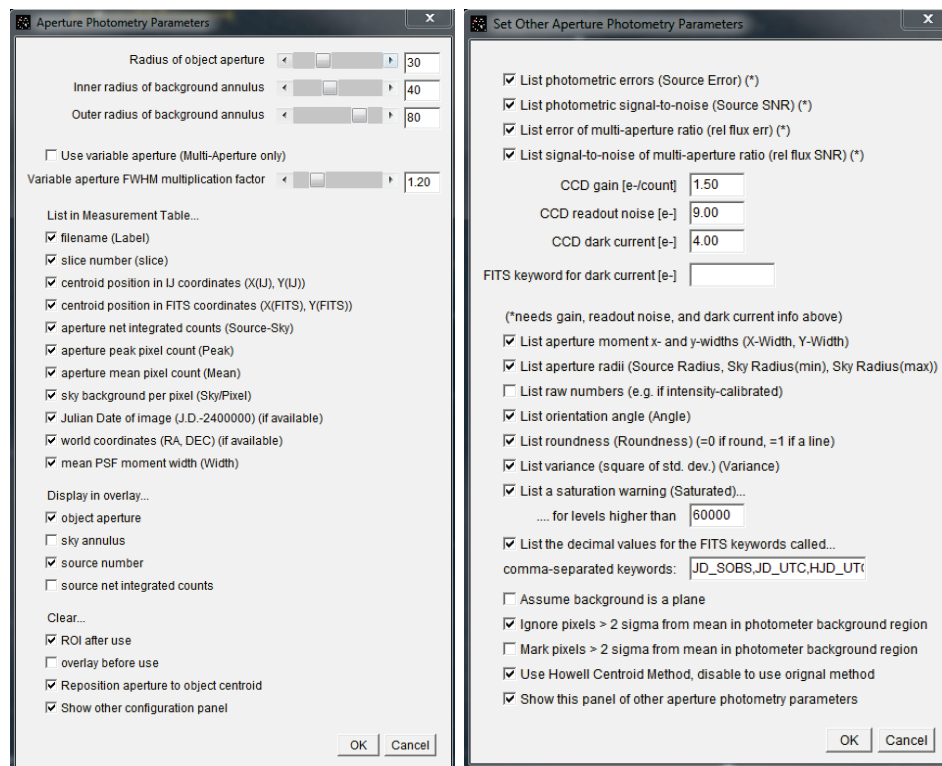 Aperture Photometry Parameters
x
Radius of object aperture 30
Inner radius of background annulus 40
Outer radius of background annulus 80
Use variable aperture (Multi-Aperture only)
Variable aperture FWHM multiplication factor 1.20
List in Measurement Table...
filename (Label)
slice number (slice)
centroid position in IJ coordinates (X(IJ), Y(IJ))
centroid position in FITS coordinates (X(FITS), Y(FITS))
aperture net integrated counts (Source-Sky)
aperture peak pixel count (Peak)
aperture mean pixel count (Mean)
sky background per pixel (Sky/Pixel)
Julian Date of image (J.D.-2400000) (if available)
world coordinates (RA, DEC) (if available)
mean PSF moment width (Width)
Display in overlay...
object aperture
sky annulus
source number
source net integrated counts
Clear...
ROI after use
overlay before use
Reposition aperture to object centroid
Show other configuration panel
OK Cancel
Set Other Aperture Photometry Parameters
x
List photometric errors (Source Error) (*)
List photometric signal-to-noise (Source SNR) (*)
List error of multi-aperture ratio (rel flux err) (*)
List signal-to-noise of multi-aperture ratio (rel flux SNR) (*)
CCD gain [e-/count] 1.50
CCD readout noise [e-] 9.00
CCD dark current [e-] 4.00
FITS keyword for dark current [e-]
(*needs gain, readout noise, and dark current info above)
List aperture moment x- and y-widths (X-Width, Y-Width)
List aperture radii (Source Radius, Sky Radius(min), Sky Radius(max))
List raw numbers (e.g. if intensity-calibrated)
List orientation angle (Angle)
List roundness (Roundness) (=0 if round, =1 if a line)
List variance (square of std. dev.) (Variance)
List a saturation warning (Saturated)...
.... for levels higher than 60000
List the decimal values for the FITS keywords called...
comma-separated keywords: JD_SOBS,JD_UTC,HJD_UTC
Assume background is a plane
Ignore pixels > 2 sigma from mean in photometer background region
Mark pixels > 2 sigma from mean in photometer background region
Use Howell Centroid Method, disable to use orignal method
Show this panel of other aperture photometry parameters
OK Cancel